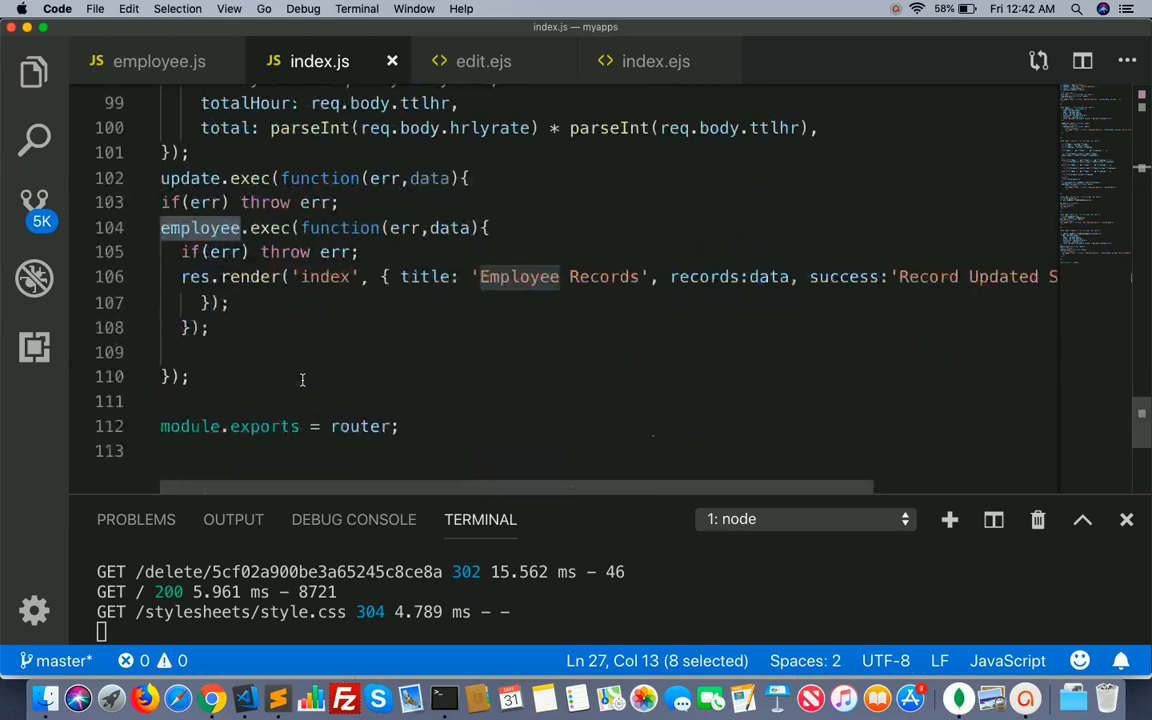 Code File Edit Selection View Go Debug Terminal Window Help 58% Fri 12:42 AM
index.js — myapps
JS employee.js JS index.js × <> edit.ejs <> index.ejs
99 totalHour: req.body.ttlhr,
100 total: parseInt(req.body.hrlyrate) * parseInt(req.body.ttlhr),
101 });
102 update.exec(function(err,data){
103 if(err) throw err;
104 employee.exec(function(err,data){
105 if(err) throw err;
106 res.render('index', { title: 'Employee Records', records:data, success:'Record Updated S
107 });
108 });
109
110 });
111
112 module.exports = router;
113
5K
PROBLEMS OUTPUT DEBUG CONSOLE TERMINAL 1: node
GET /delete/5cf02a900be3a65245c8ce8a 302 15.562 ms - 46
GET / 200 5.961 ms - 8721
GET /stylesheets/style.css 304 4.789 ms - -
master* 0 0 Ln 27, Col 13 (8 selected) Spaces: 2 UTF-8 LF JavaScript